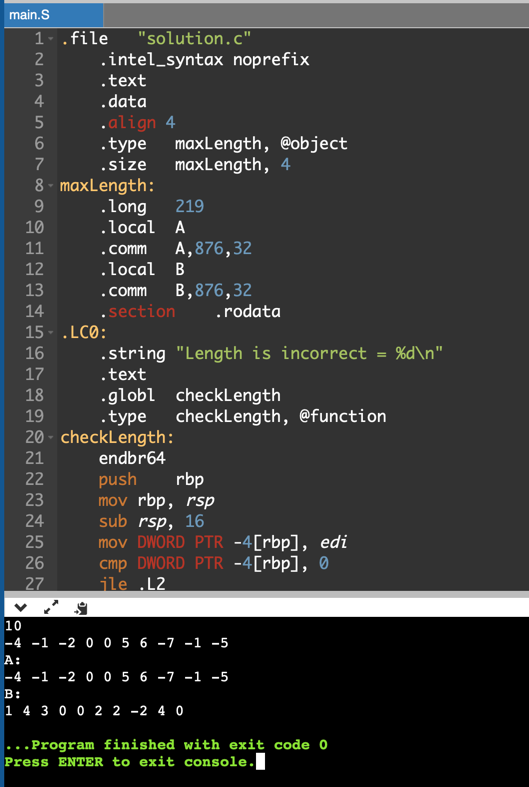 main.S
1 .file "solution.c"
2 .intel_syntax noprefix
3 .text
4 .data
5 .align 4
6 .type maxLength, @object
7 .size maxLength, 4
8 maxLength:
9 .long 219
10 .local A
11 .comm A,876,32
12 .local B
13 .comm B,876,32
14 .section .rodata
15 .LC0:
16 .string "Length is incorrect = %d\n"
17 .text
18 .globl checkLength
19 .type checkLength, @function
20 checkLength:
21 endbr64
22 push rbp
23 mov rbp, rsp
24 sub rsp, 16
25 mov DWORD PTR -4[rbp], edi
26 cmp DWORD PTR -4[rbp], 0
27 jle .L2
10
-4 -1 -2 0 0 5 6 -7 -1 -5
A:
-4 -1 -2 0 0 5 6 -7 -1 -5
B:
1 4 3 0 0 2 2 -2 4 0
...Program finished with exit code 0
Press ENTER to exit console.